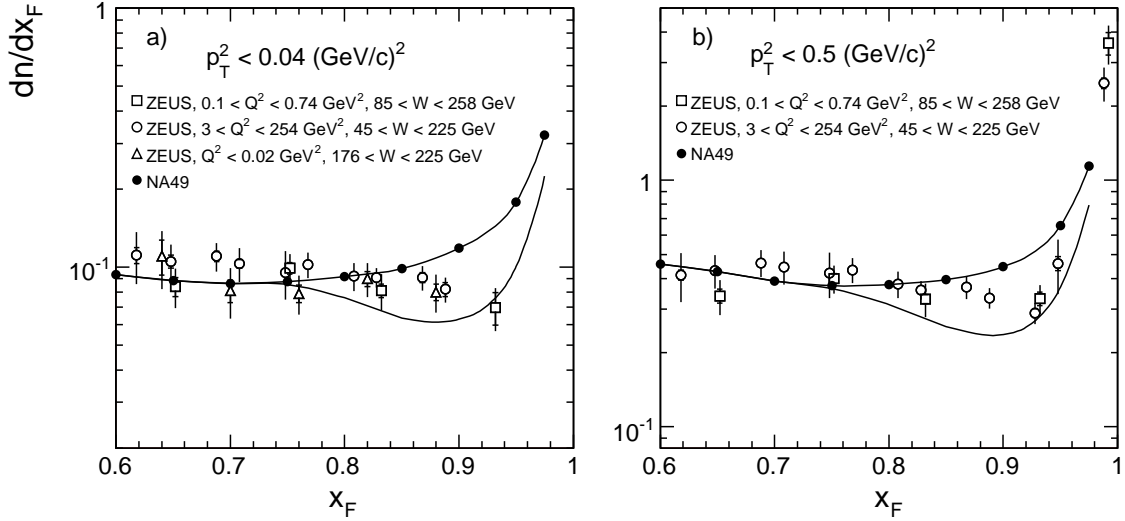 dn/dx_F
a)
p_T^2 < 0.04 (GeV/c)^2
ZEUS, 0.1 < Q^2 < 0.74 GeV^2, 85 < W < 258 GeV
ZEUS, 3 < Q^2 < 254 GeV^2, 45 < W < 225 GeV
ZEUS, Q^2 < 0.02 GeV^2, 176 < W < 225 GeV
NA49
1
10^-1
0.6 0.7 0.8 0.9 1
x_F
b)
p_T^2 < 0.5 (GeV/c)^2
ZEUS, 0.1 < Q^2 < 0.74 GeV^2, 85 < W < 258 GeV
ZEUS, 3 < Q^2 < 254 GeV^2, 45 < W < 225 GeV
NA49
1
10^-1
0.6 0.7 0.8 0.9 1
x_F